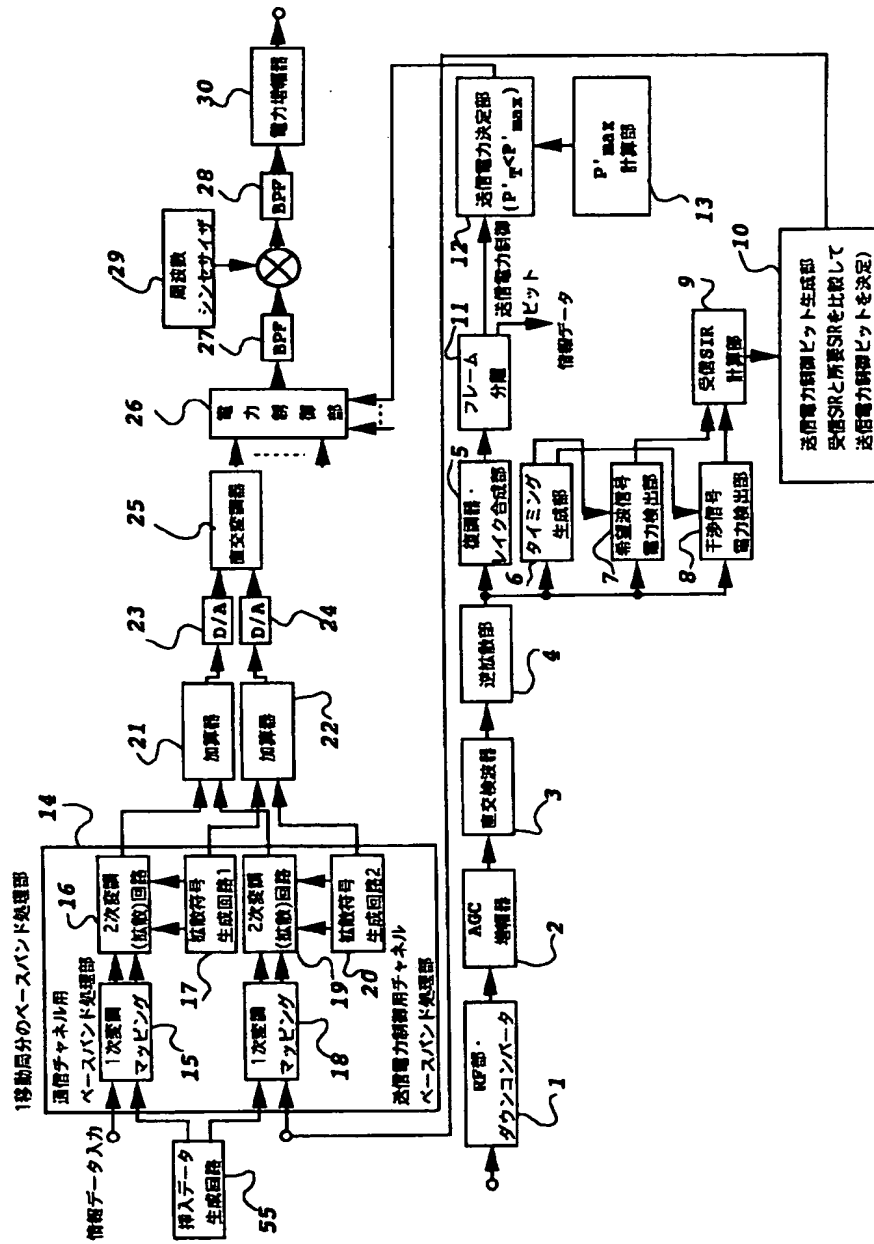 1移動局分のベースバンド処理部
14
情報データ入力
通信チャネル用
ベースバンド処理部
1次変調
マッピング
15
16
2次変調
(拡散)回路
拡散符号
生成回路1
17
挿入データ
生成回路
55
1次変調
マッピング
18
2次変調
(拡散)回路
19
拡散符号
生成回路2
20
送信電力制御用チャネル
ベースバンド処理部
21
加算器
加算器
22
23
D/A
D/A
24
25
直交変調器
26
電力制御部
27
BPF
29
周波数
シンセサイザ
28
BPF
30
電力増幅器
RF部・
ダウンコンバータ
1
AGC
増幅器
2
直交検波器
3
逆拡散部
4
5
復調器・
レイク合成部
6
タイミング
生成部
7
希望波信号
電力検出部
8
干渉信号
電力検出部
11
フレーム
分離
送信電力制御
ビット
情報データ
12
送信電力決定部
(P'T<P'max)
P'max
計算部
13
9
受信SIR
計算部
10
送信電力制御ビット生成部
受信SRと所要SRを比較して
送信電力制御ビットを決定)